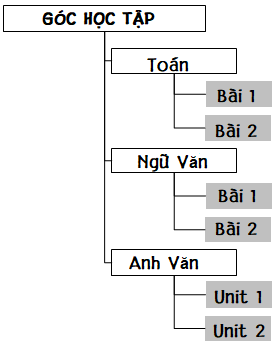 GÓC HỌC TẬP
Toán
Bài 1
Bài 2
Ngữ Văn
Bài 1
Bài 2
Anh Văn
Unit 1
Unit 2